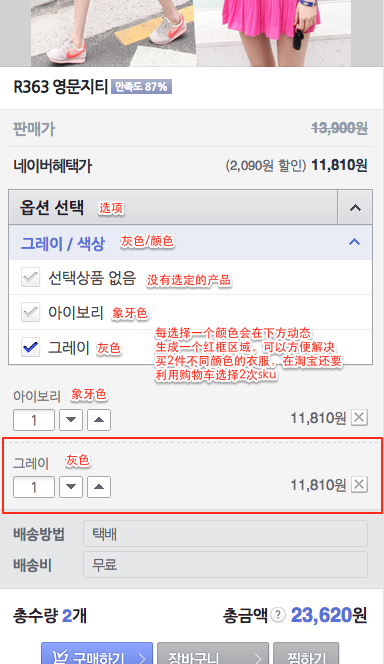 R363 영문지티 만족도 87%
판매가 13,900원
네이버혜택가 (2,090원 할인) 11,810원
옵션 선택 选项
그레이 / 색상 灰色/颜色
선택상품 없음 没有选定的产品
아이보리 象牙色
그레이 灰色
每选择一个颜色会在下方动态
生成一个红框区域，可以方便解决
买2件不同颜色的衣服，在淘宝还要
利用购物车选择2次sku
아이보리 象牙色
1 11,810원
그레이 灰色
1 11,810원
배송방법 택배
배송비 무료
총수량 2개 총금액 ? 23,620원
구매하기 장바구니 찜하기